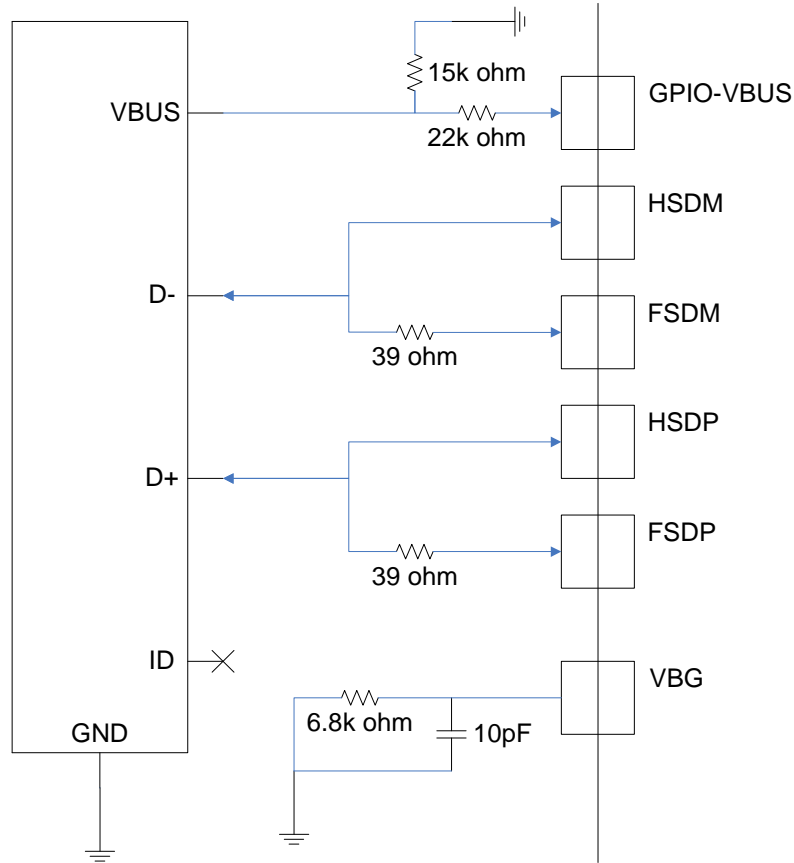 15k ohm
GPIO-VBUS
VBUS
22k ohm
HSDM
D-
FSDM
39 ohm
HSDP
D+
FSDP
39 ohm
ID
VBG
6.8k ohm
10pF
GND